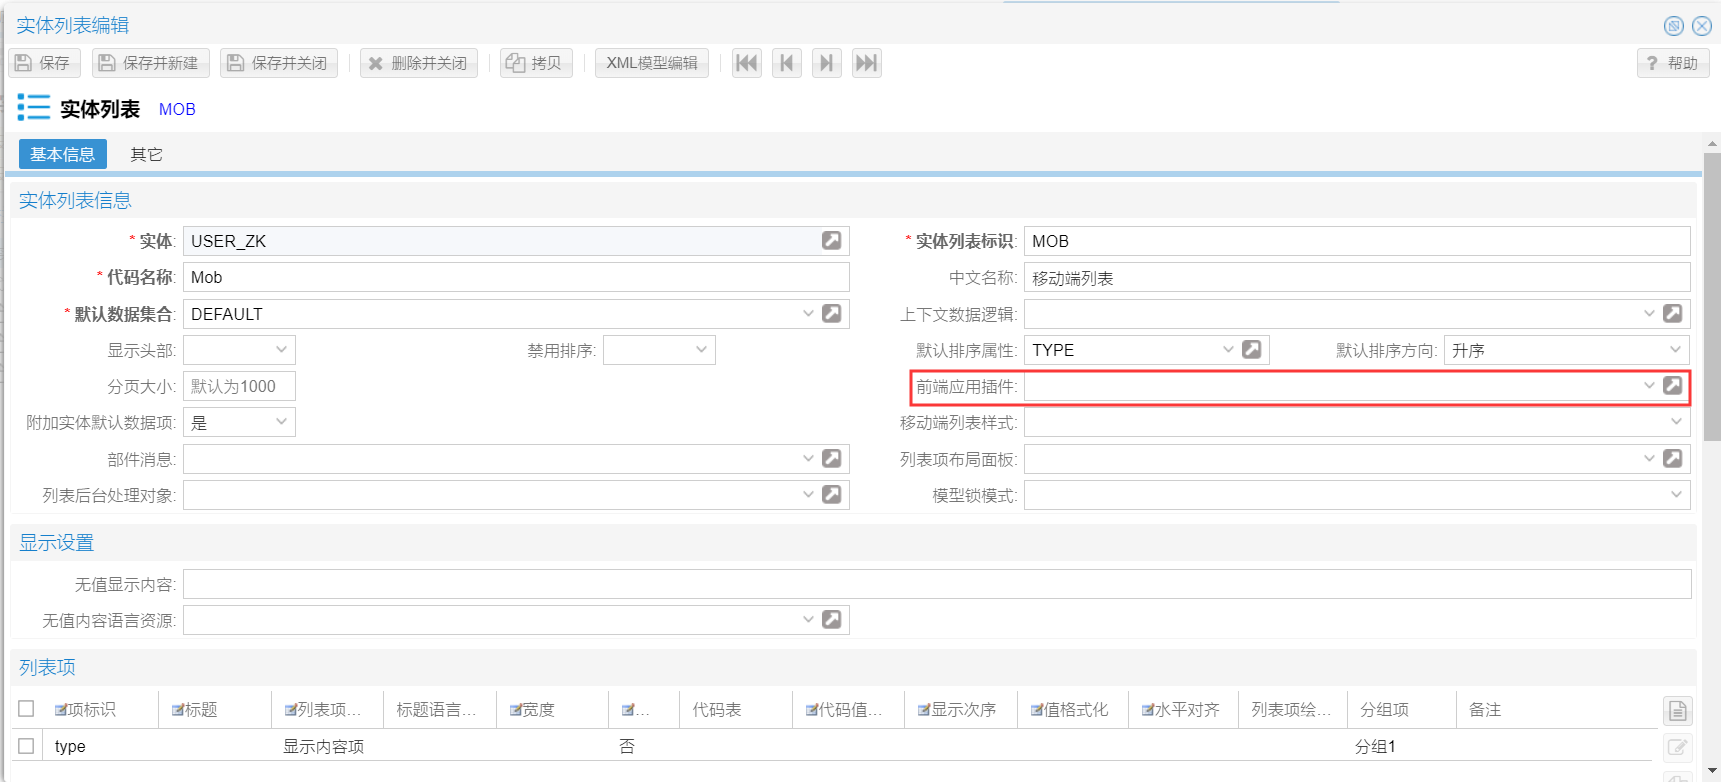 实体列表编辑
保存 保存并新建 保存并关闭 删除并关闭 拷贝 XML模型编辑 ? 帮助
实体列表 MOB
基本信息 其它
实体列表信息
* 实体: USER_ZK * 实体列表标识: MOB
* 代码名称: Mob 中文名称: 移动端列表
* 默认数据集合: DEFAULT 上下文数据逻辑:
显示头部: 禁用排序: 默认排序属性: TYPE 默认排序方向: 升序
分页大小: 默认为1000 前端应用插件:
附加实体默认数据项: 是 移动端列表样式:
部件消息: 列表项布局面板:
列表后台处理对象: 模型锁模式:
显示设置
无值显示内容:
无值内容语言资源:
列表项
项标识 标题 列表项... 标题语言... 宽度 ... 代码表 代码值... 显示次序 值格式化 水平对齐 列表项绘... 分组项 备注
type 显示内容项 否 分组1